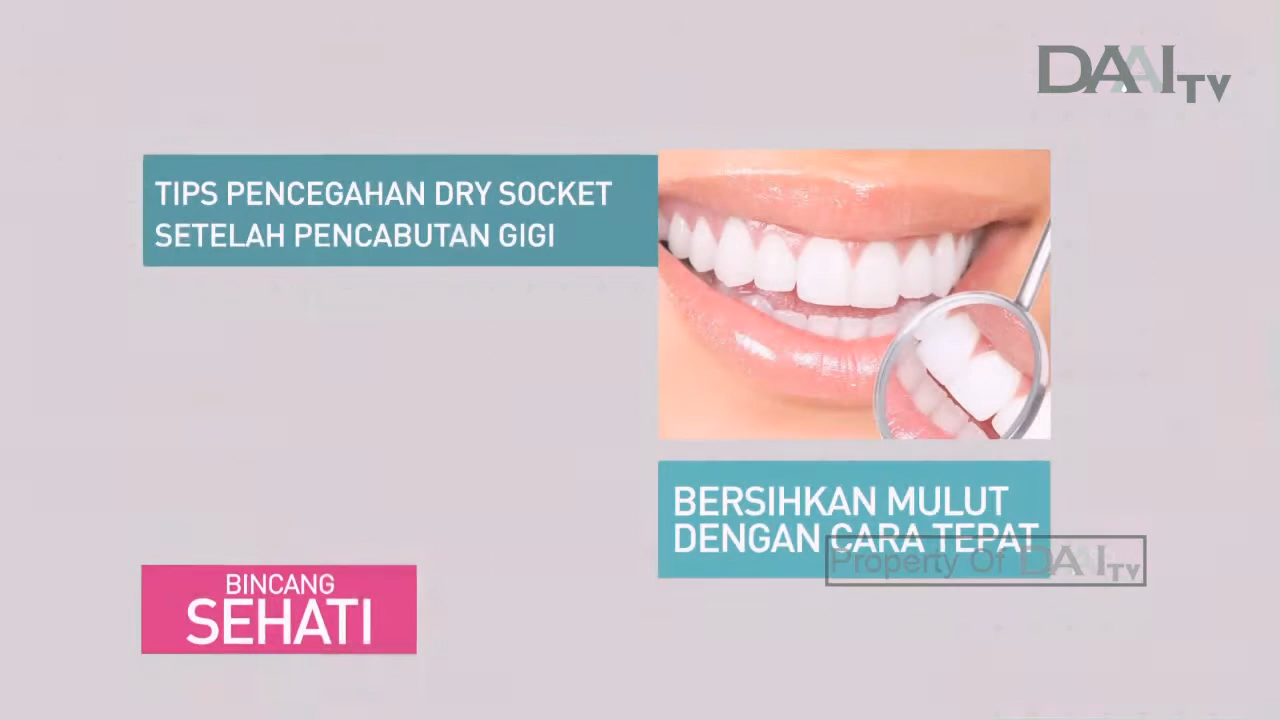 DAAI TV
TIPS PENCEGAHAN DRY SOCKET
SETELAH PENCABUTAN GIGI
BERSIHKAN MULUT
DENGAN CARA TEPAT
Property Of DAAI TV
BINCANG
SEHATI